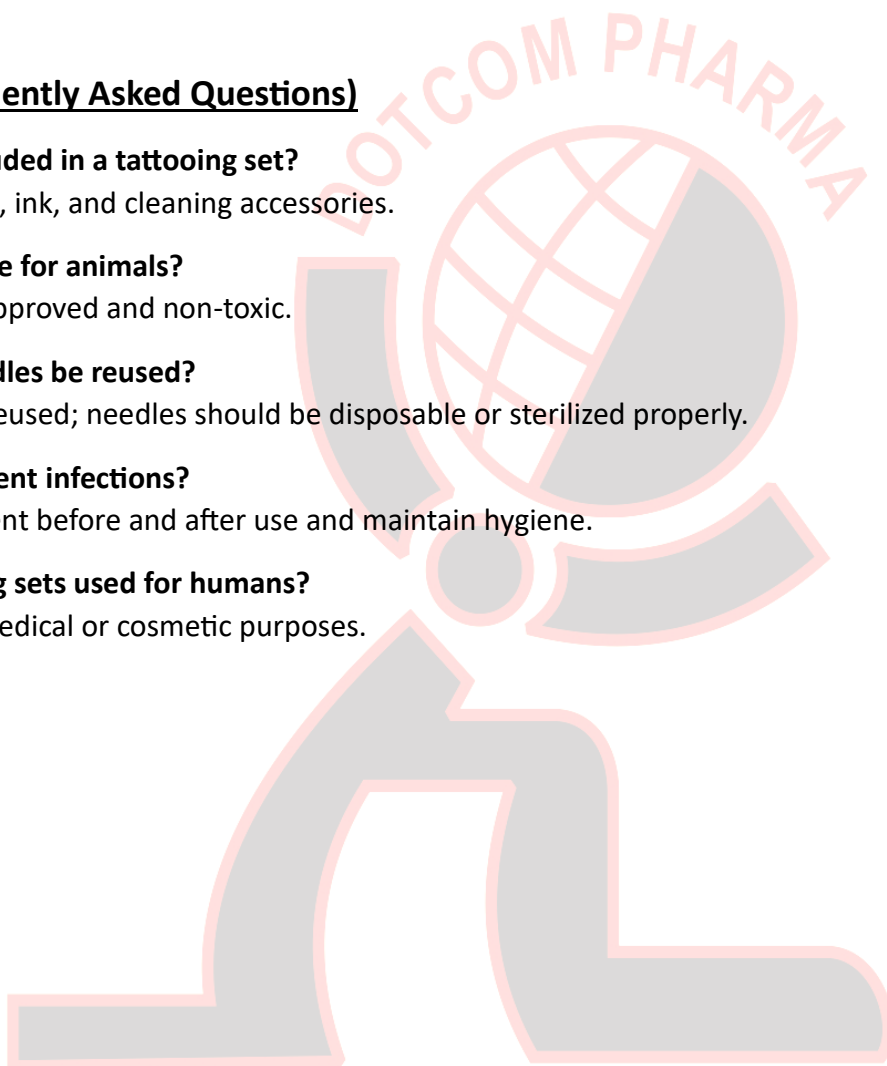 DOTCOM PHARMA
ently Asked Questions)
uded in a tattooing set?
, ink, and cleaning accessories.
e for animals?
pproved and non-toxic.
dles be reused?
eused; needles should be disposable or sterilized properly.
ent infections?
ent before and after use and maintain hygiene.
g sets used for humans?
edical or cosmetic purposes.